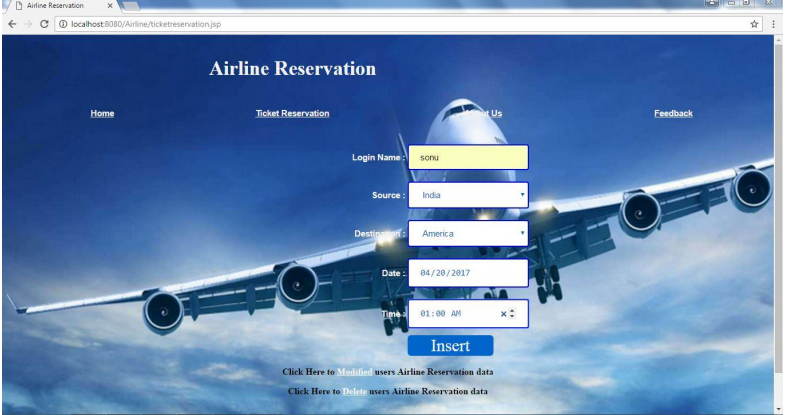 Airline Reservation
localhost:8080/Airline/ticketreservation.jsp
Airline Reservation
Home Ticket Reservation About Us Feedback
Login Name : sonu
Source : India
Destination : America
Date : 04/20/2017
Time : 01:00 AM
Insert
Click Here to Modified users Airline Reservation data
Click Here to Delete users Airline Reservation data